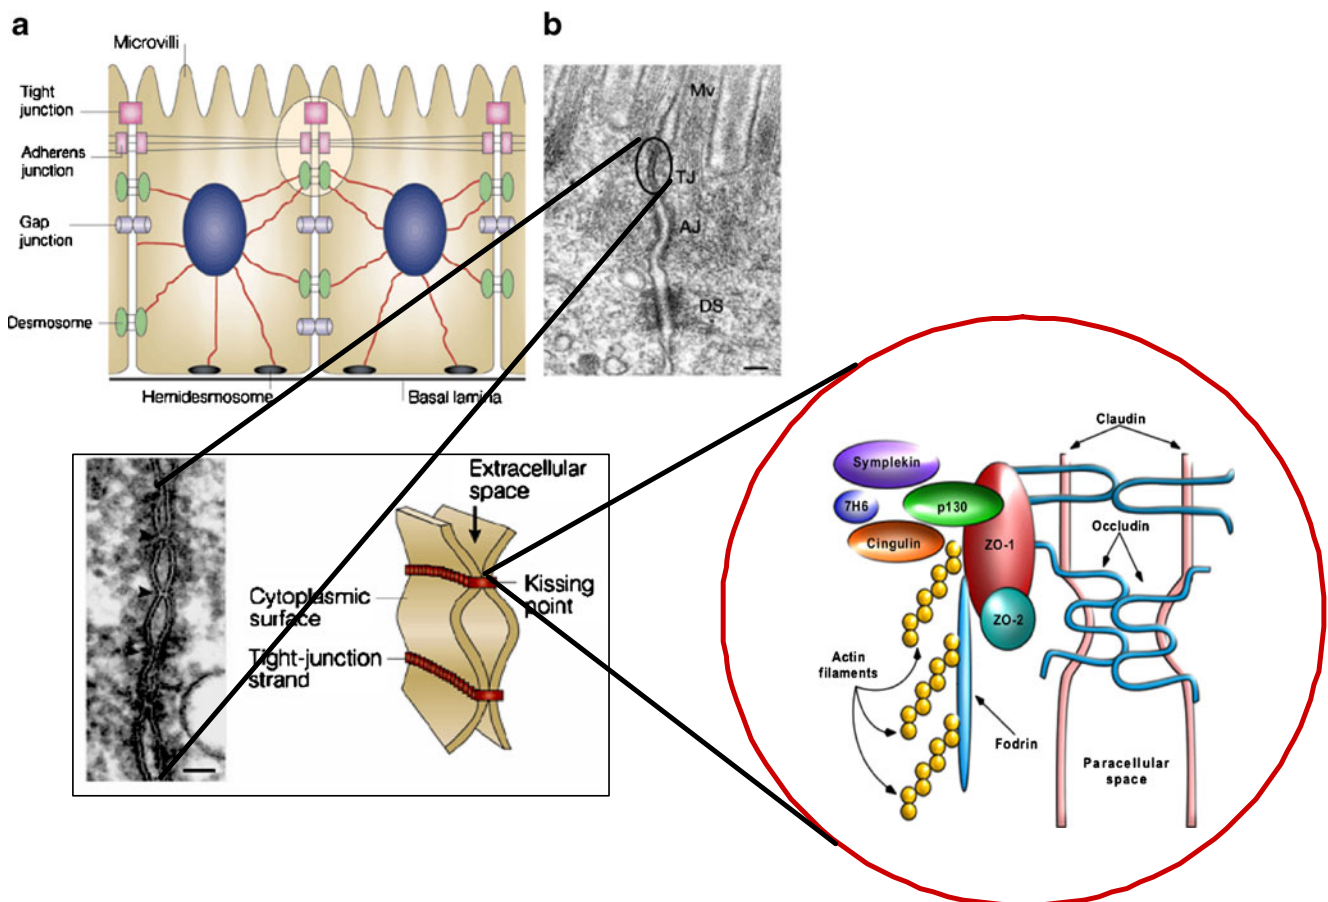 a
Microvilli
Tight
junction
Adherens
junction
Gap
junction
Desmosome
Hemidesmosome
Basal lamina
b
Mv
TJ
AJ
DS
Extracellular
space
Kissing
point
Cytoplasmic
surface
Tight-junction
strand
Claudin
Symplekin
7H6
p130
Cingulin
ZO-1
Occludin
ZO-2
Actin
filaments
Fodrin
Paracellular
space